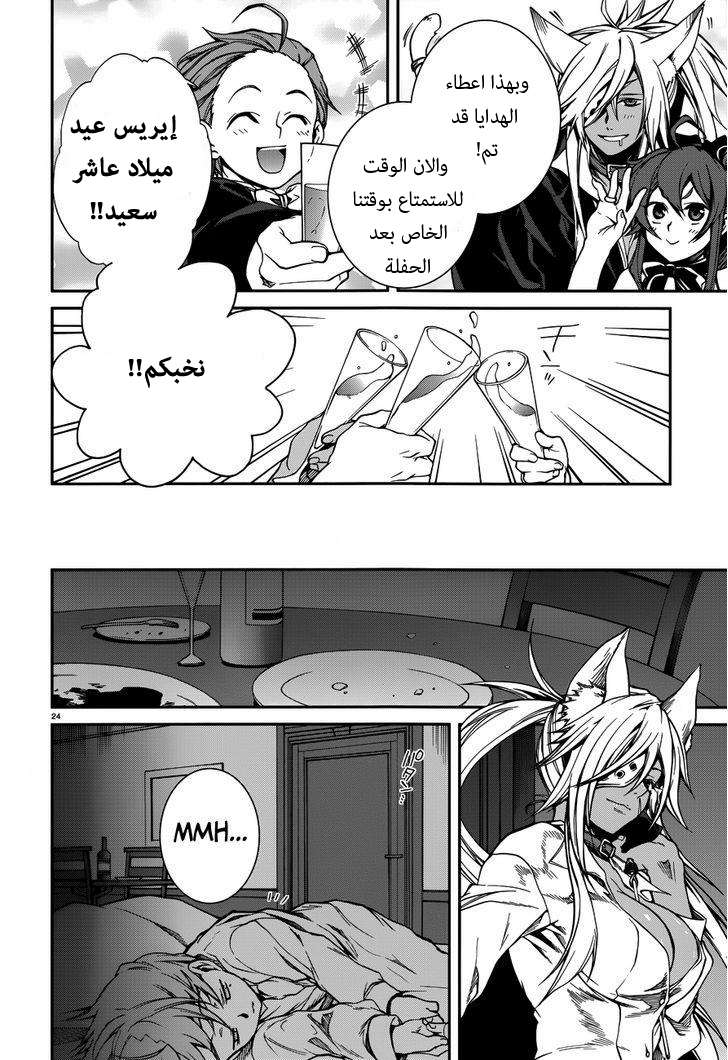 وبهذا اعطاء
الهدايا قد
تم!
والان الوقت
للاستمتاع بوقتنا
الخاص بعد
الحفلة
إيريس عيد
ميلاد عاشر
سعيد!!
نخبكم!!
24
MMH...